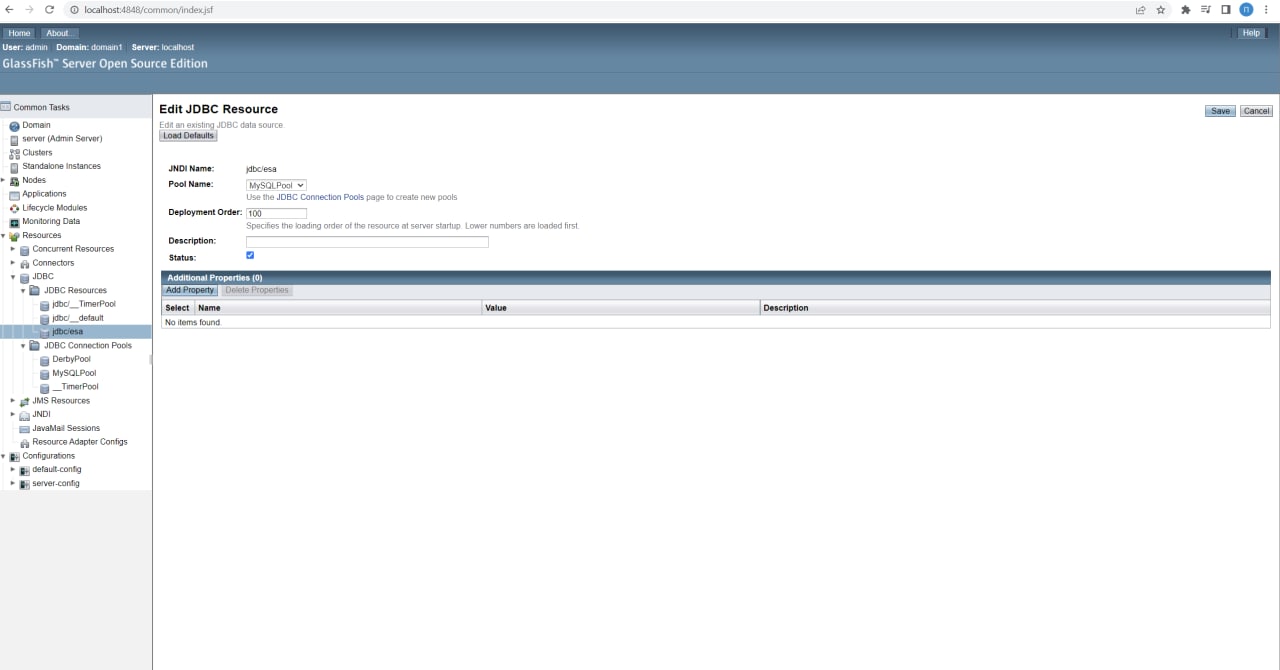 localhost:4848/common/index.jsf
П
Home About...
Help
User: admin Domain: domain1 Server: localhost
GlassFish™ Server Open Source Edition
Common Tasks
Domain
server (Admin Server)
Clusters
Standalone Instances
Nodes
Applications
Lifecycle Modules
Monitoring Data
Resources
Concurrent Resources
Connectors
JDBC
JDBC Resources
jdbc/__TimerPool
jdbc/__default
jdbc/esa
JDBC Connection Pools
DerbyPool
MySQLPool
__TimerPool
JMS Resources
JNDI
JavaMail Sessions
Resource Adapter Configs
Configurations
default-config
server-config
Edit JDBC Resource
Save Cancel
Edit an existing JDBC data source.
Load Defaults
JNDI Name: jdbc/esa
Pool Name: MySQLPool
Use the JDBC Connection Pools page to create new pools
Deployment Order: 100
Specifies the loading order of the resource at server startup. Lower numbers are loaded first.
Description:
Status:
Additional Properties (0)
Add Property Delete Properties
Select Name Value Description
No items found.